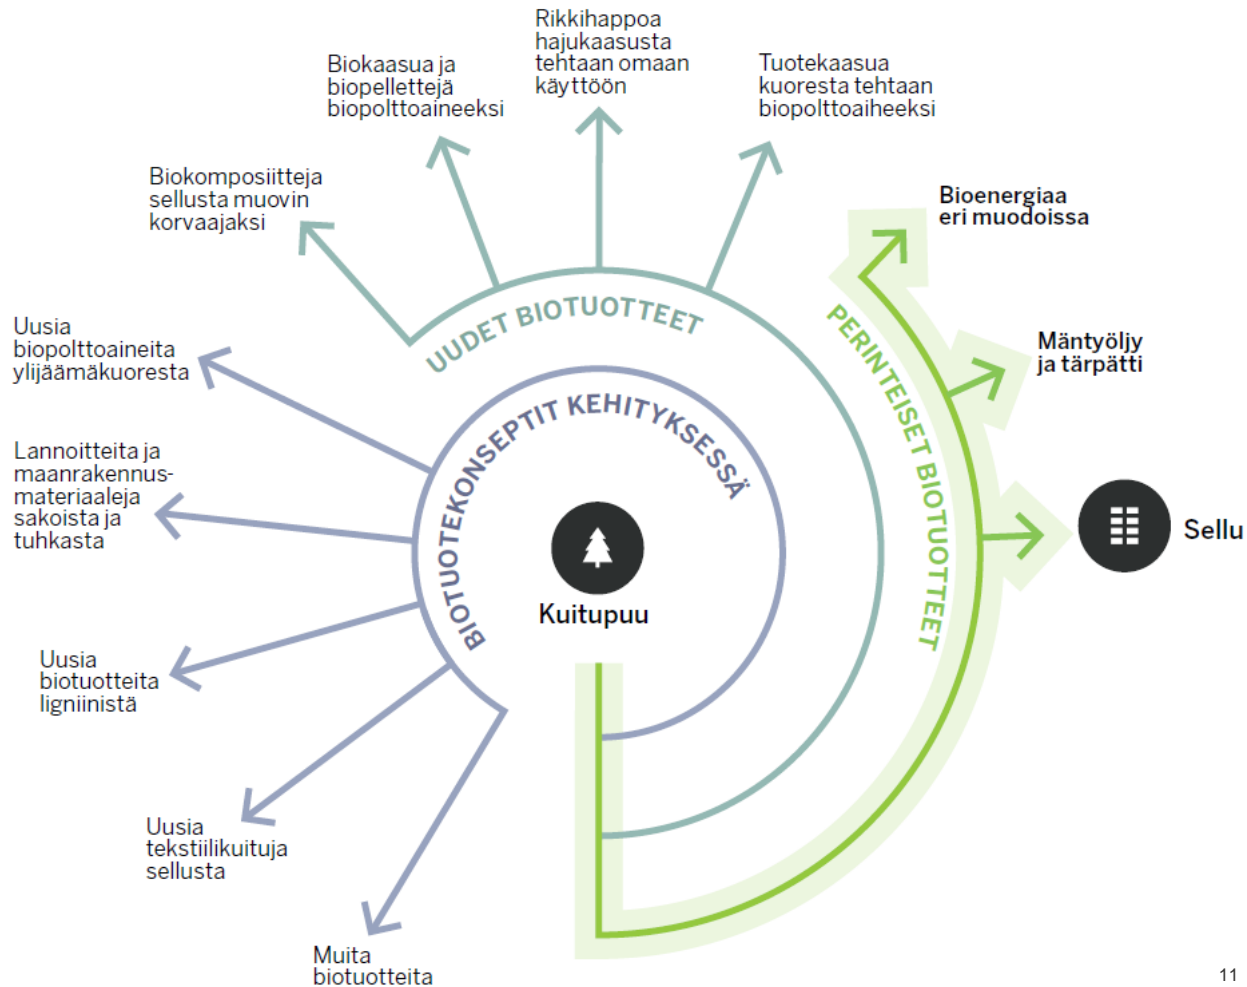 Rikkihappoa
hajukaasusta
tehtaan omaan
käyttöön
Biokaasua ja
biopellettejä
biopolttoaineeksi
Tuotekaasua
kuoresta tehtaan
biopolttoaiheeksi
Biokomposiitteja
sellusta muovin
korvaajaksi
Bioenergiaa
eri muodoissa
UUDET BIOTUOTTEET
PERINTEISET BIOTUOTTEET
Uusia
biopolttoaineita
ylijäämäkuoresta
Mäntyöljy
ja tärpätti
BIOTUOTEKONSEPTIT KEHITYKSESSÄ
Lannoitteita ja
maanrakennus-
materiaaleja
sakoista ja
tuhkasta
Sellu
Kuitupuu
Uusia
biotuotteita
ligniinistä
Uusia
tekstiilikuituja
sellusta
Muita
biotuotteita
11